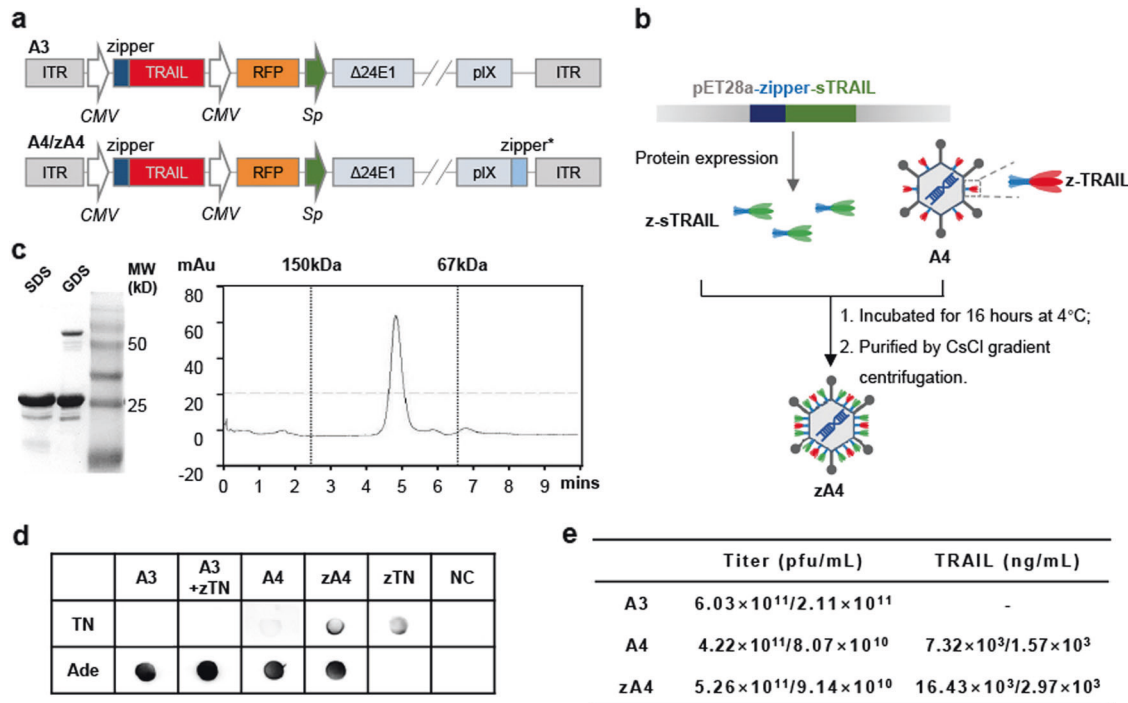 a
A3
zipper
ITR TRAIL RFP Δ24E1 pIX ITR
CMV CMV Sp
A4/zA4
zipper zipper*
ITR TRAIL RFP Δ24E1 pIX ITR
CMV CMV Sp
b
pET28a-zipper-sTRAIL
Protein expression
z-sTRAIL
z-TRAIL
A4
1. Incubated for 16 hours at 4°C;
2. Purified by CsCl gradient
centrifugation.
zA4
c
SDS GDS MW
(kD)
50
25
mAu 150kDa 67kDa
80
60
40
20
0
-20
0 1 2 3 4 5 6 7 8 9 mins
d
A3 A3
+zTN A4 zA4 zTN NC
TN
Ade
e
Titer (pfu/mL) TRAIL (ng/mL)
A3 6.03×10¹¹/2.11×10¹¹ -
A4 4.22×10¹¹/8.07×10¹⁰ 7.32×10³/1.57×10³
zA4 5.26×10¹¹/9.14×10¹⁰ 16.43×10³/2.97×10³